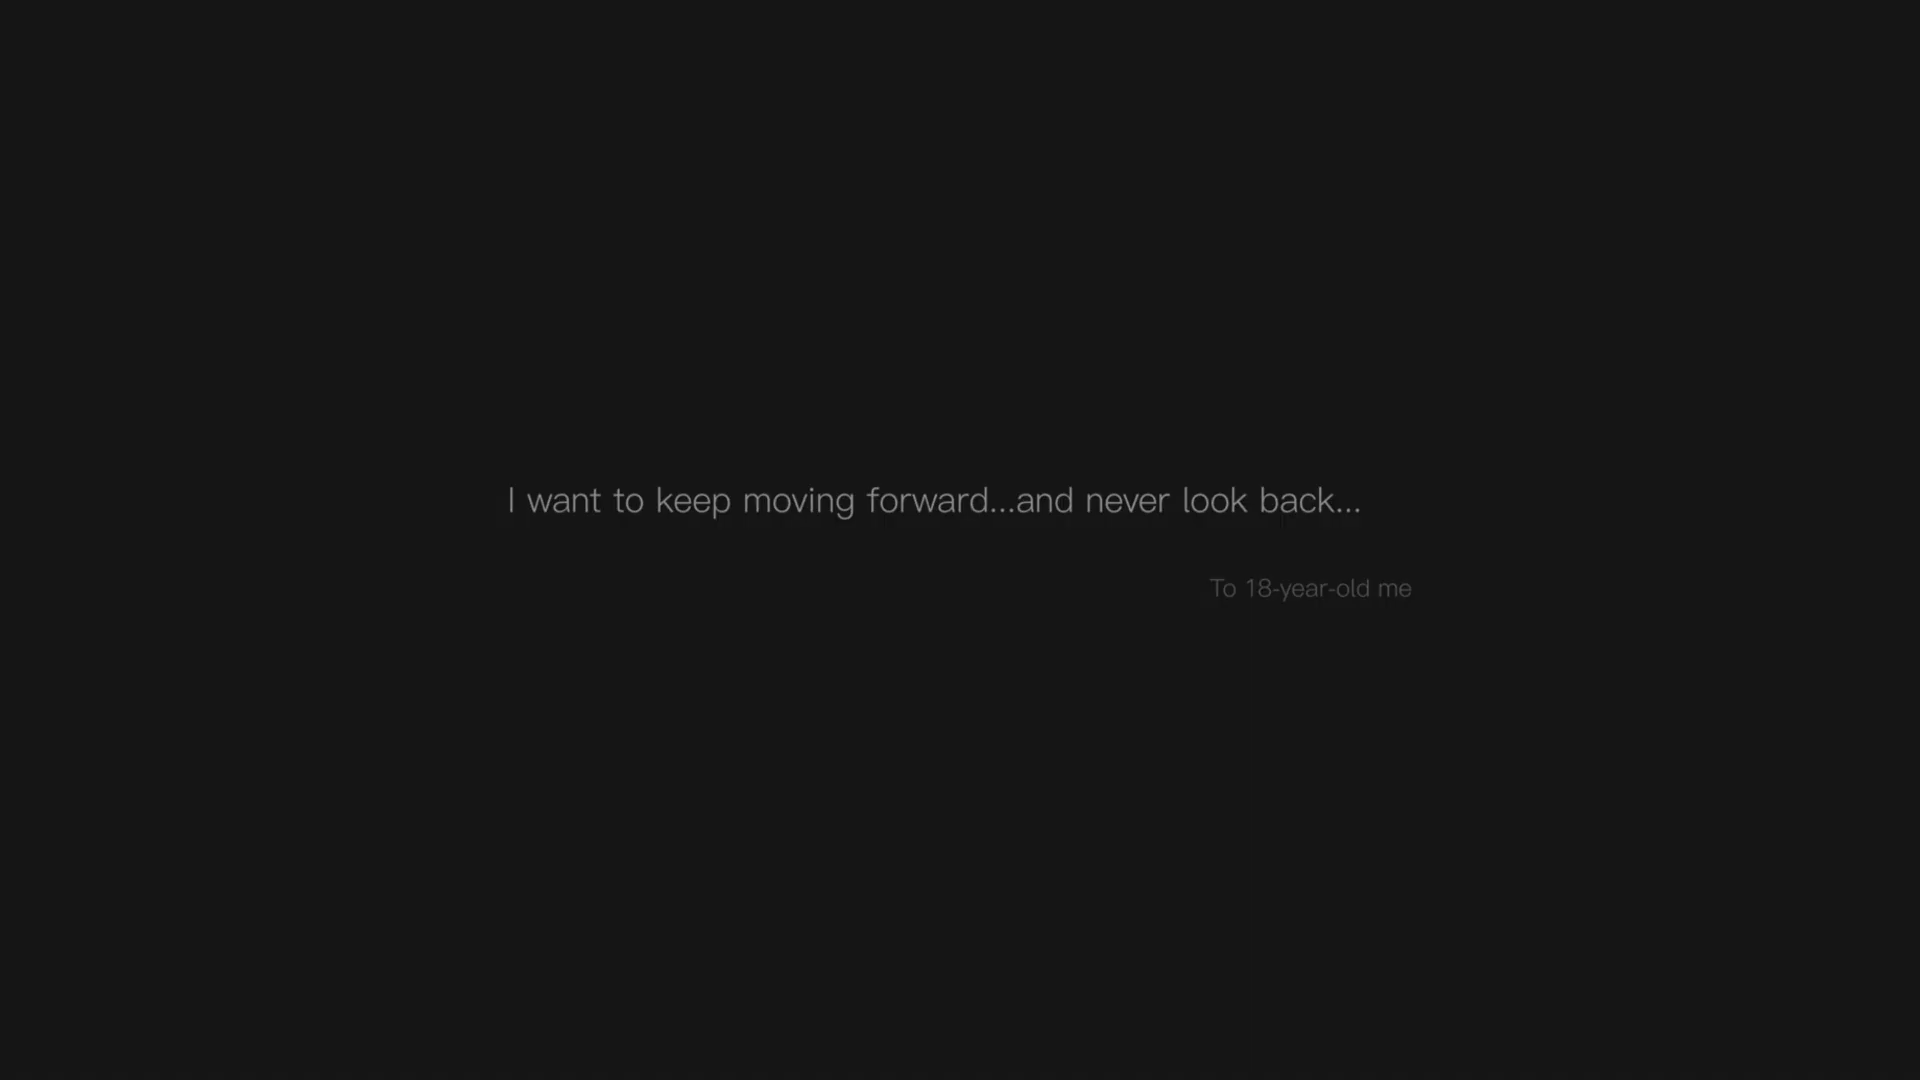 I want to keep moving forward...and never look back...
To 18-year-old me